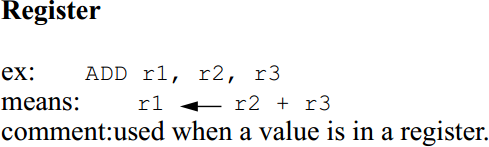 Register
ex: ADD r1, r2, r3
means: r1 ← r2 + r3
comment:used when a value is in a register.